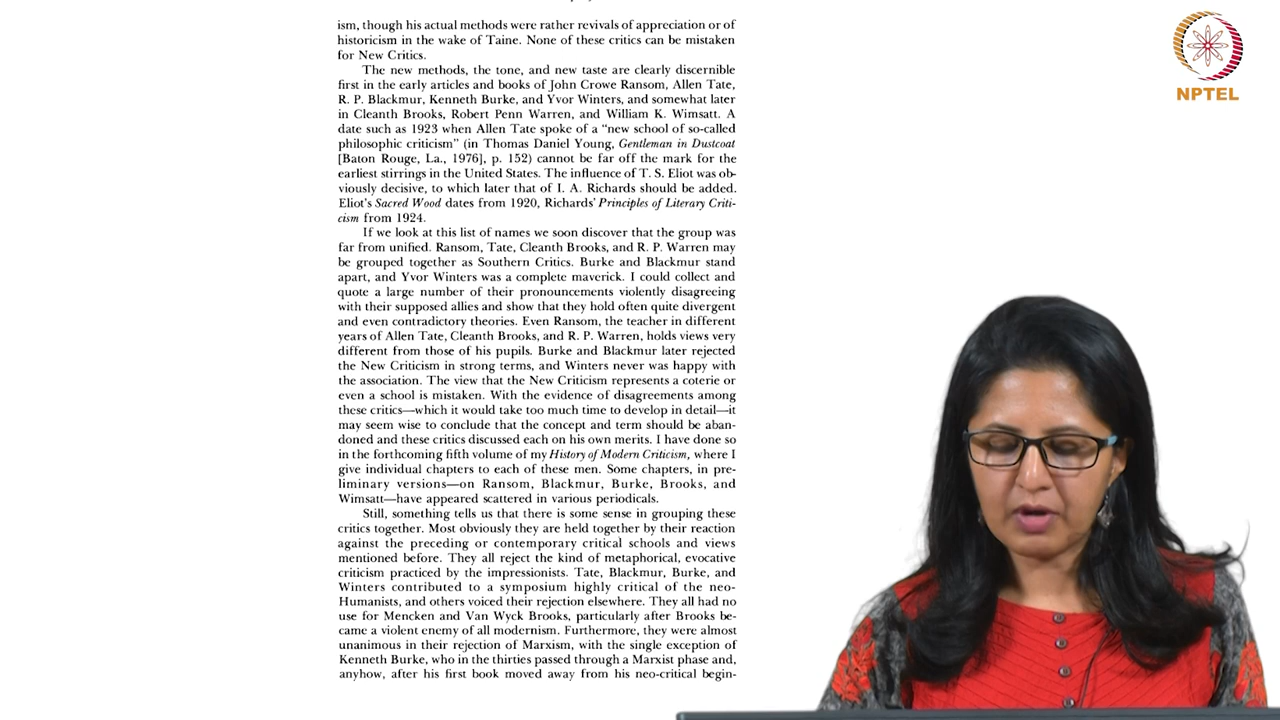 ism, though his actual methods were rather revivals of appreciation or of
historicism in the wake of Taine. None of these critics can be mistaken
for New Critics.
The new methods, the tone, and new taste are clearly discernible
first in the early articles and books of John Crowe Ransom, Allen Tate,
R. P. Blackmur, Kenneth Burke, and Yvor Winters, and somewhat later
in Cleanth Brooks, Robert Penn Warren, and William K. Wimsatt. A
date such as 1923 when Allen Tate spoke of a “new school of so-called
philosophic criticism” (in Thomas Daniel Young, Gentleman in Dustcoat
[Baton Rouge, La., 1976], p. 152) cannot be far off the mark for the
earliest stirrings in the United States. The influence of T. S. Eliot was ob-
viously decisive, to which later that of I. A. Richards should be added.
Eliot's Sacred Wood dates from 1920, Richards' Principles of Literary Criti-
cism from 1924.
If we look at this list of names we soon discover that the group was
far from unified. Ransom, Tate, Cleanth Brooks, and R. P. Warren may
be grouped together as Southern Critics. Burke and Blackmur stand
apart, and Yvor Winters was a complete maverick. I could collect and
quote a large number of their pronouncements violently disagreeing
with their supposed allies and show that they hold often quite divergent
and even contradictory theories. Even Ransom, the teacher in different
years of Allen Tate, Cleanth Brooks, and R. P. Warren, holds views very
different from those of his pupils. Burke and Blackmur later rejected
the New Criticism in strong terms, and Winters never was happy with
the association. The view that the New Criticism represents a coterie or
even a school is mistaken. With the evidence of disagreements among
these critics—which it would take too much time to develop in detail—it
may seem wise to conclude that the concept and term should be aban-
doned and these critics discussed each on his own merits. I have done so
in the forthcoming fifth volume of my History of Modern Criticism, where I
give individual chapters to each of these men. Some chapters, in pre-
liminary versions—on Ransom, Blackmur, Burke, Brooks, and
Wimsatt—have appeared scattered in various periodicals.
Still, something tells us that there is some sense in grouping these
critics together. Most obviously they are held together by their reaction
against the preceding or contemporary critical schools and views
mentioned before. They all reject the kind of metaphorical, evocative
criticism practiced by the impressionists. Tate, Blackmur, Burke, and
Winters contributed to a symposium highly critical of the neo-
Humanists, and others voiced their rejection elsewhere. They all had no
use for Mencken and Van Wyck Brooks, particularly after Brooks be-
came a violent enemy of all modernism. Furthermore, they were almost
unanimous in their rejection of Marxism, with the single exception of
Kenneth Burke, who in the thirties passed through a Marxist phase and,
anyhow, after his first book moved away from his neo-critical begin-
NPTEL